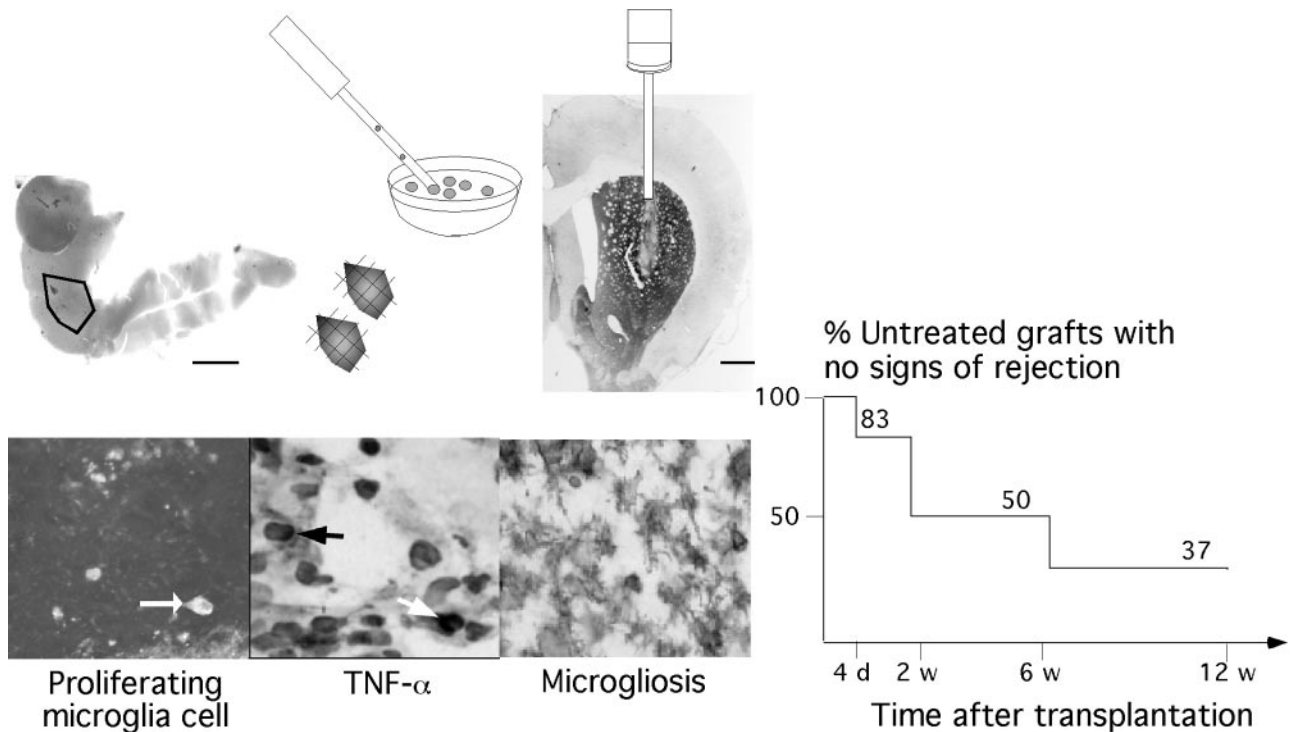 % Untreated grafts with
no signs of rejection
100
83
50
50
37
4 d
2 w
6 w
12 w
Time after transplantation
Proliferating
microglia cell
TNF-α
Microgliosis